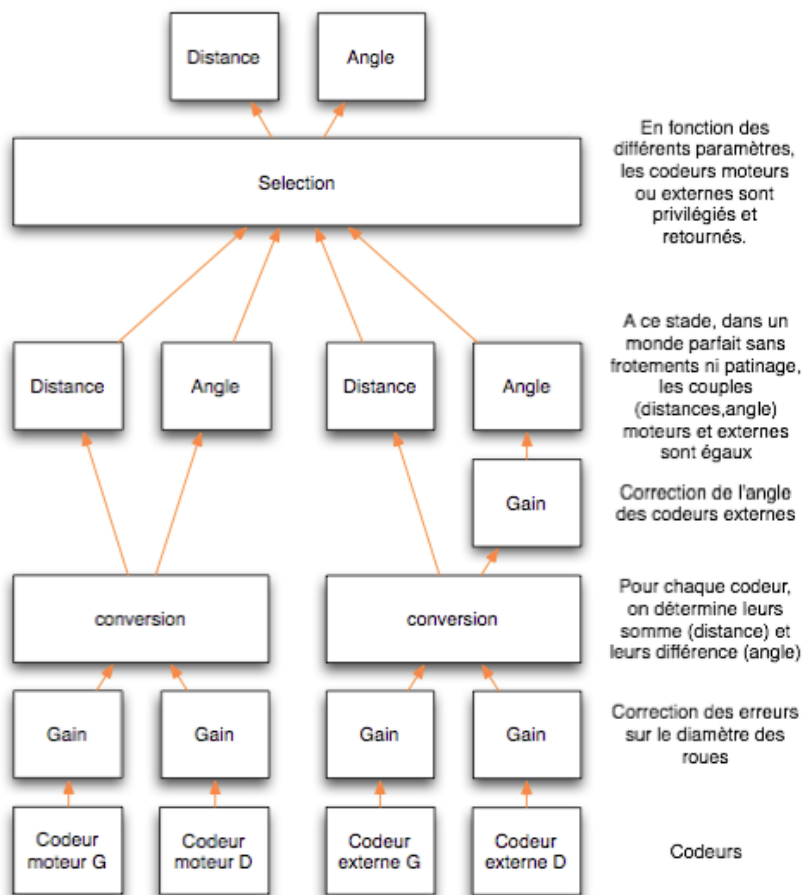 Distance
Angle
Selection
En fonction des
différents paramètres,
les codeurs moteurs
ou externes sont
privilégiés et
retournés.
Distance
Angle
Distance
Angle
A ce stade, dans un
monde parfait sans
frotements ni patinage,
les couples
(distances,angle)
moteurs et externes
sont égaux
Gain
Correction de l'angle
des codeurs externes
conversion
conversion
Pour chaque codeur,
on détermine leurs
somme (distance) et
leurs différence (angle)
Gain
Gain
Gain
Gain
Correction des erreurs
sur le diamètre des
roues
Codeur
moteur G
Codeur
moteur D
Codeur
externe G
Codeur
externe D
Codeurs